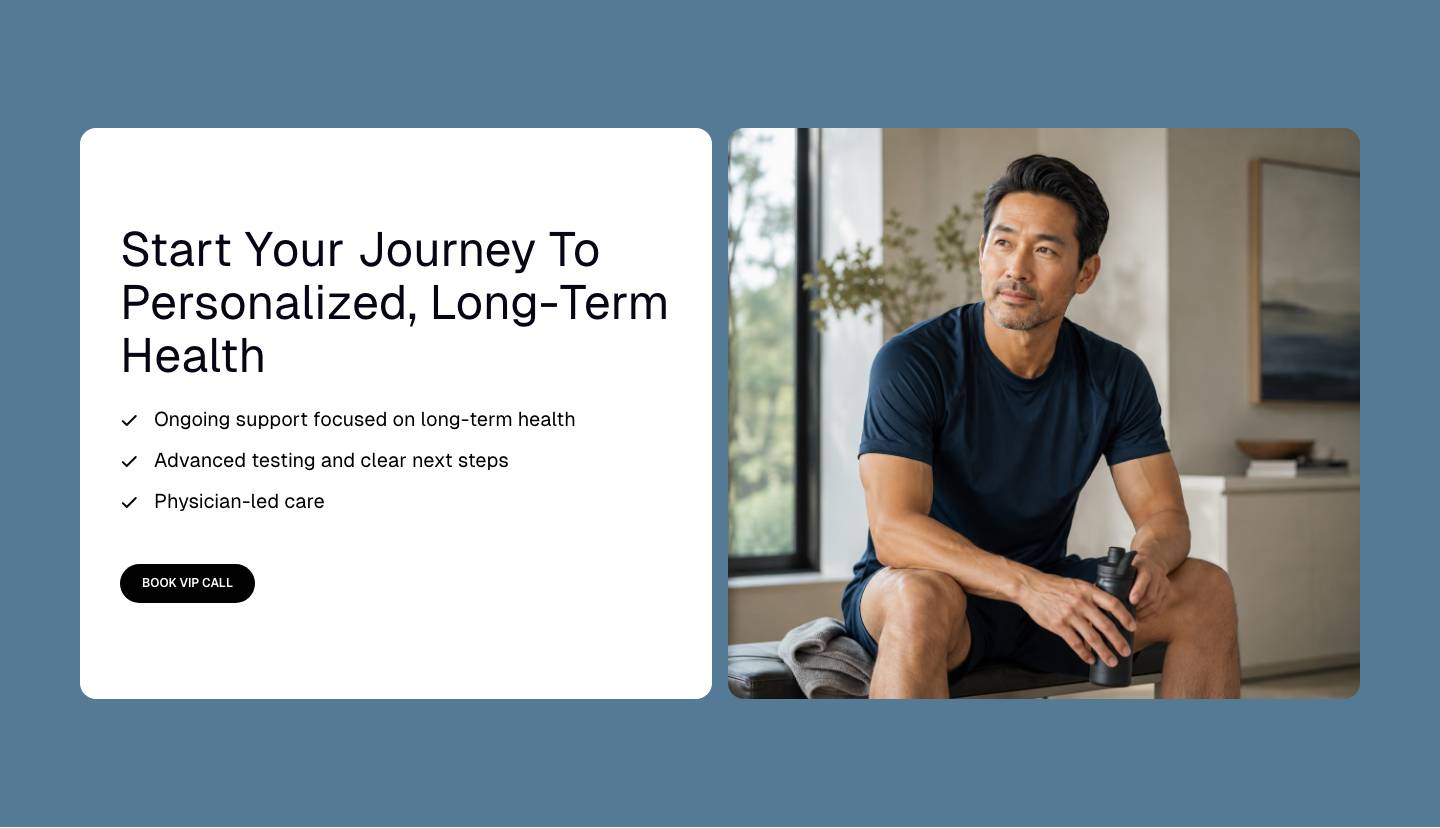 Start Your Journey To
Personalized, Long-Term
Health
Ongoing support focused on long-term health
Advanced testing and clear next steps
Physician-led care
BOOK VIP CALL